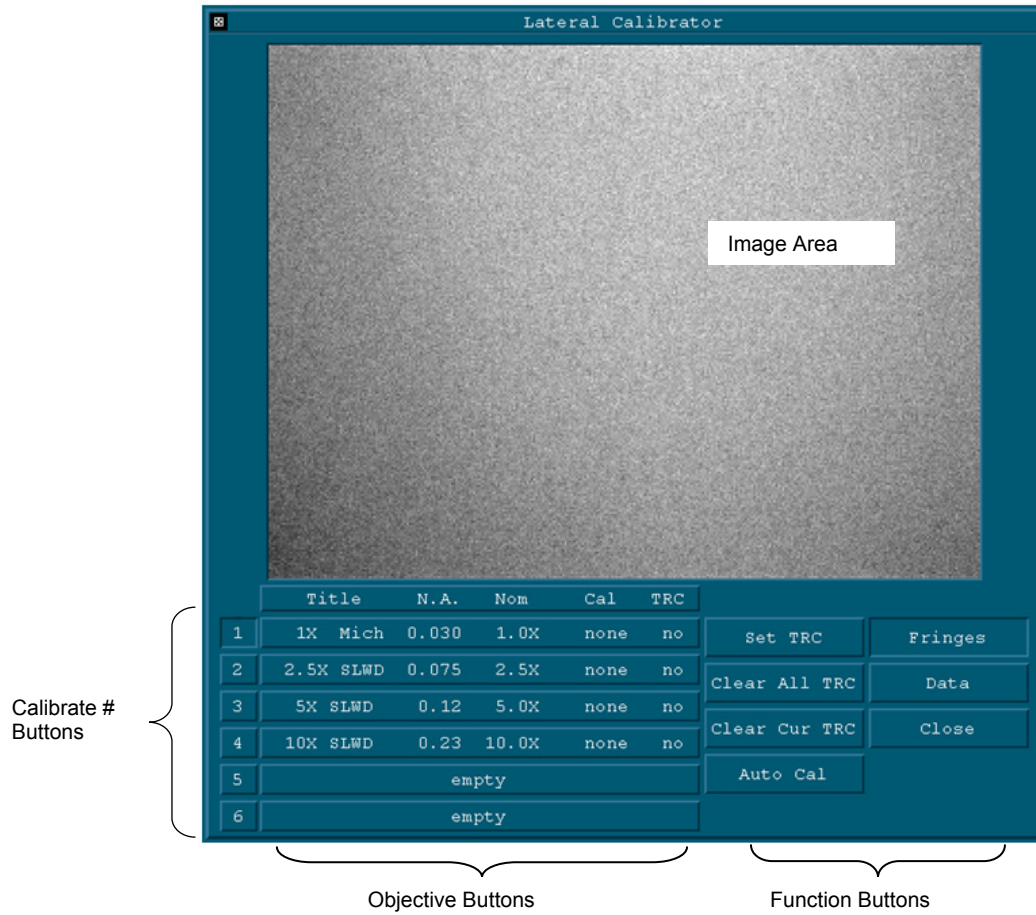 Lateral Calibrator
Image Area
Title N.A. Nom Cal TRC
1 1X Mich 0.030 1.0X none no
2 2.5X SLWD 0.075 2.5X none no
3 5X SLWD 0.12 5.0X none no
4 10X SLWD 0.23 10.0X none no
5 empty
6 empty
Set TRC Fringes
Clear All TRC Data
Clear Cur TRC Close
Auto Cal
Calibrate #
Buttons
Objective Buttons
Function Buttons